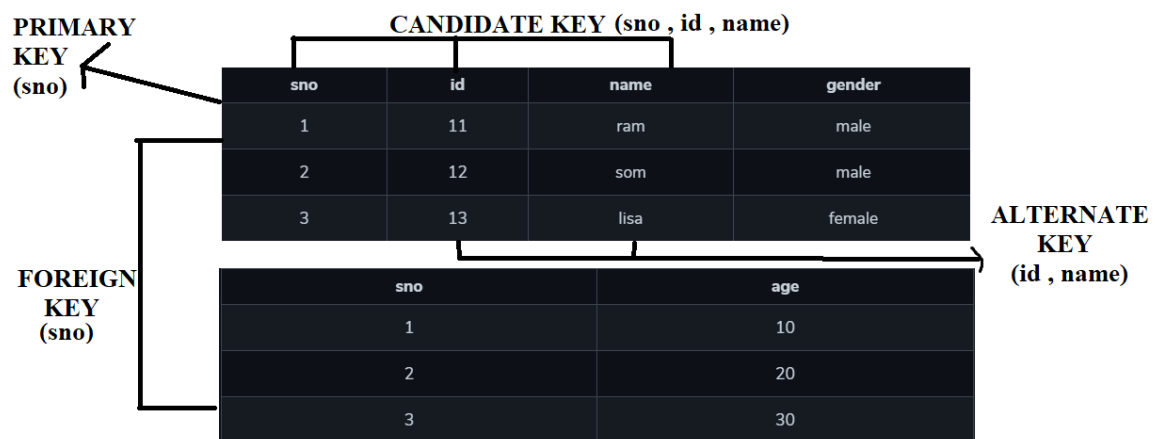 PRIMARY
KEY
(sno)
CANDIDATE KEY (sno , id , name)
sno id name gender
1 11 ram male
2 12 som male
3 13 lisa female
ALTERNATE
KEY
(id , name)
FOREIGN
KEY
(sno)
sno age
1 10
2 20
3 30